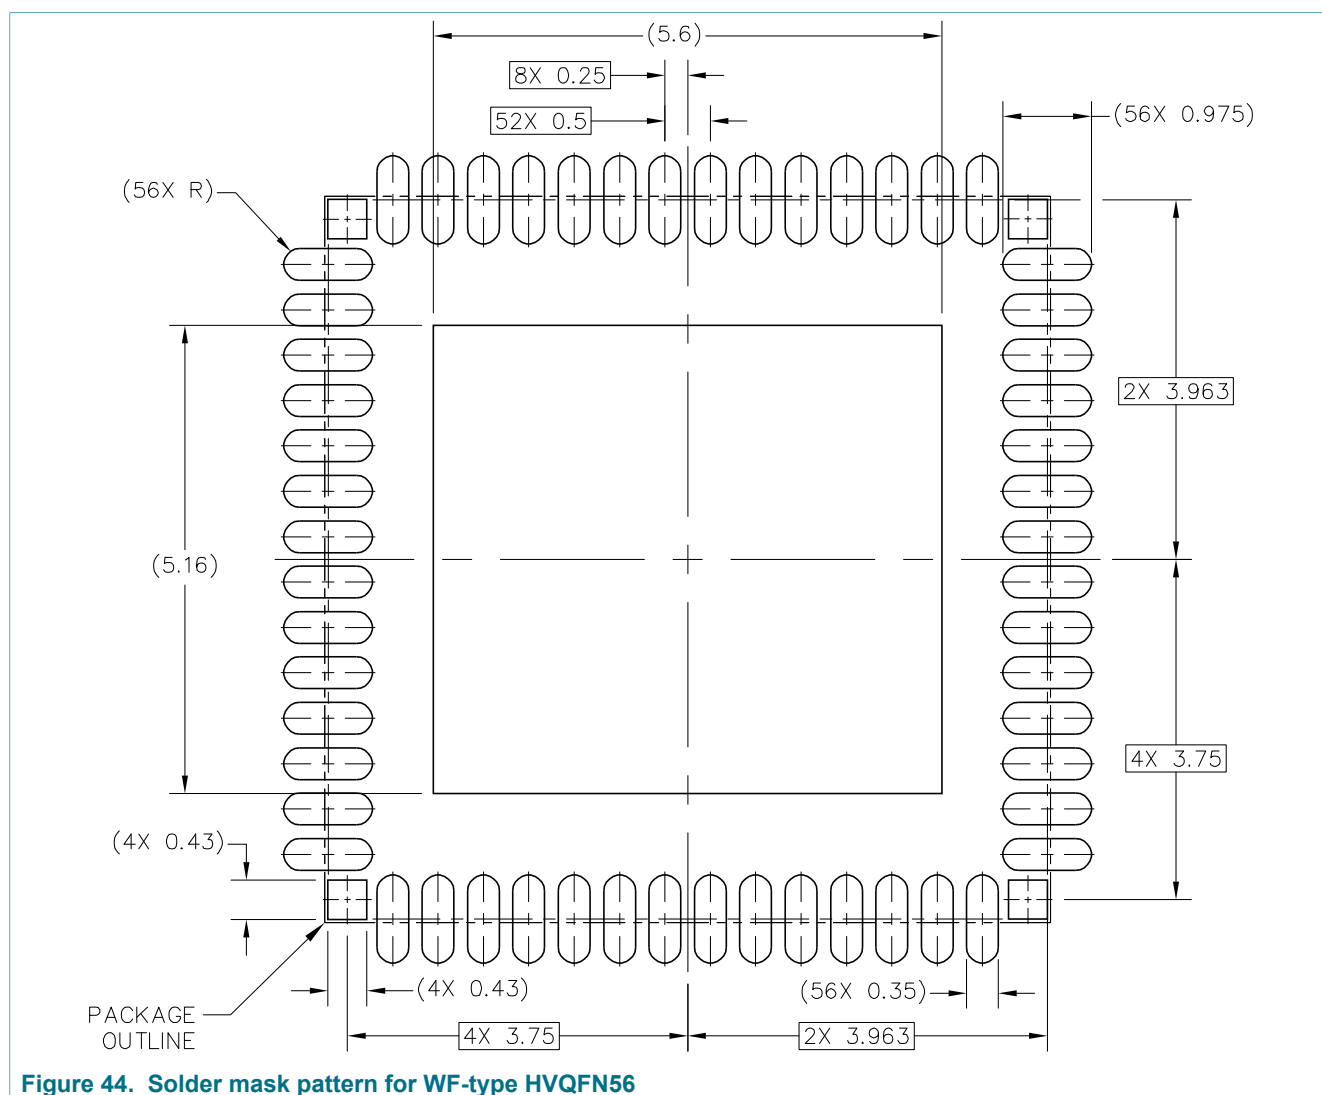 (5.6)
8X 0.25
52X 0.5
(56X 0.975)
(56X R)
2X 3.963
(5.16)
4X 3.75
(4X 0.43)
(4X 0.43)
(56X 0.35)
PACKAGE
OUTLINE
4X 3.75
2X 3.963
Figure 44. Solder mask pattern for WF-type HVQFN56